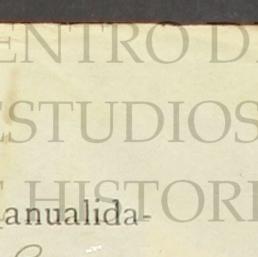 ENTRO D
ESTUDIOS
E HISTORI
anualida-